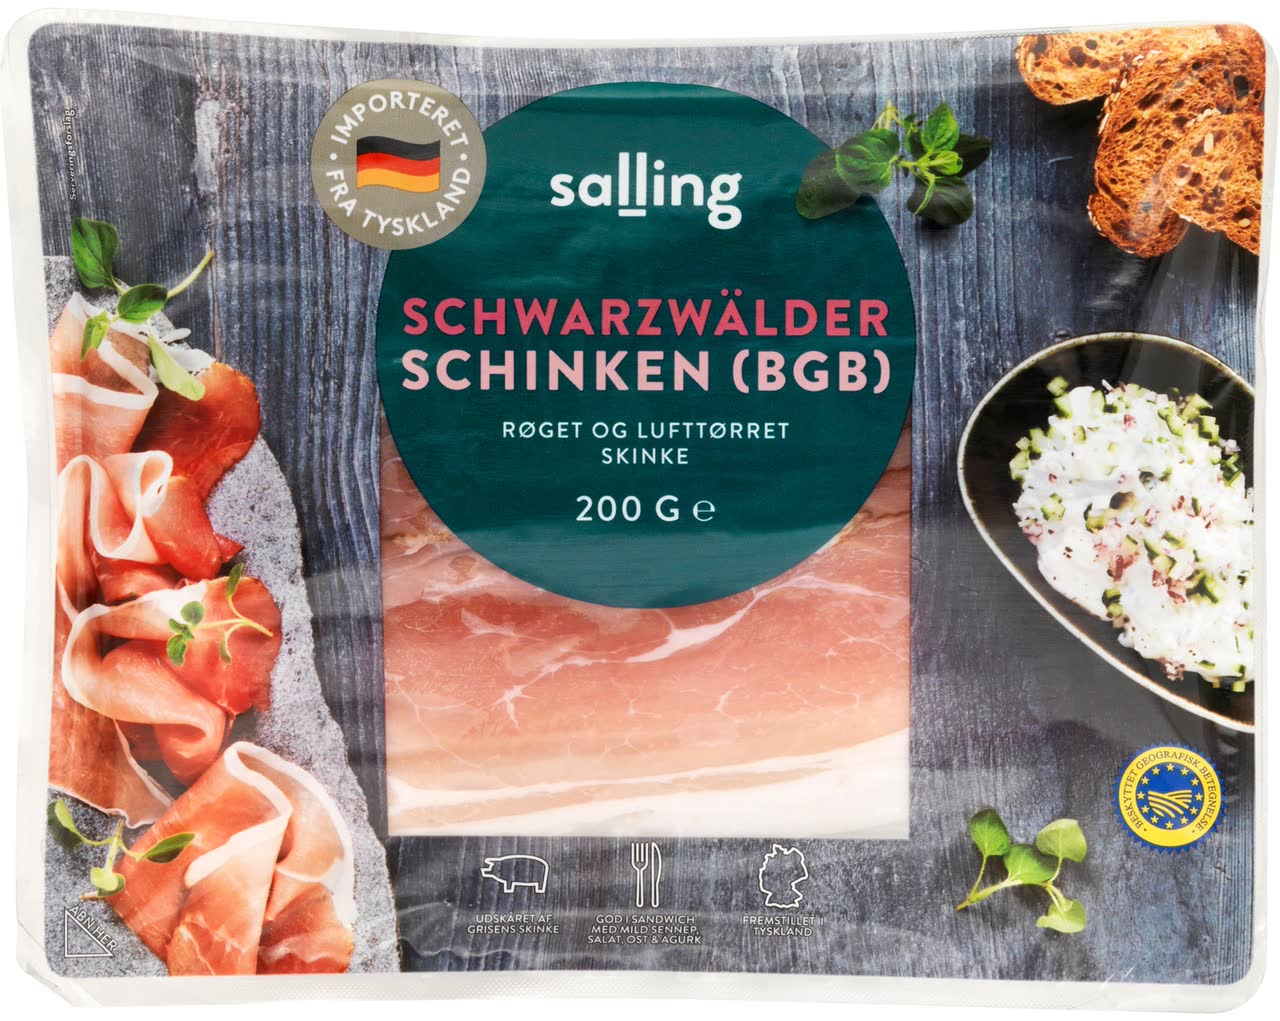 Serveringsforslag
· IMPORTERET ·
FRA TYSKLAND
salling
SCHWARZWÄLDER
SCHINKEN (BGB)
RØGET OG LUFTTØRRET
SKINKE
200 G ℮
· BESKYTTET GEOGRAFISK BETEGNELSE ·
UDSKÅRET AF
GRISENS SKINKE
GOD I SANDWICH
MED MILD SENNEP,
SALAT, OST & AGURK
FREMSTILLET I
TYSKLAND
ÅBN HER